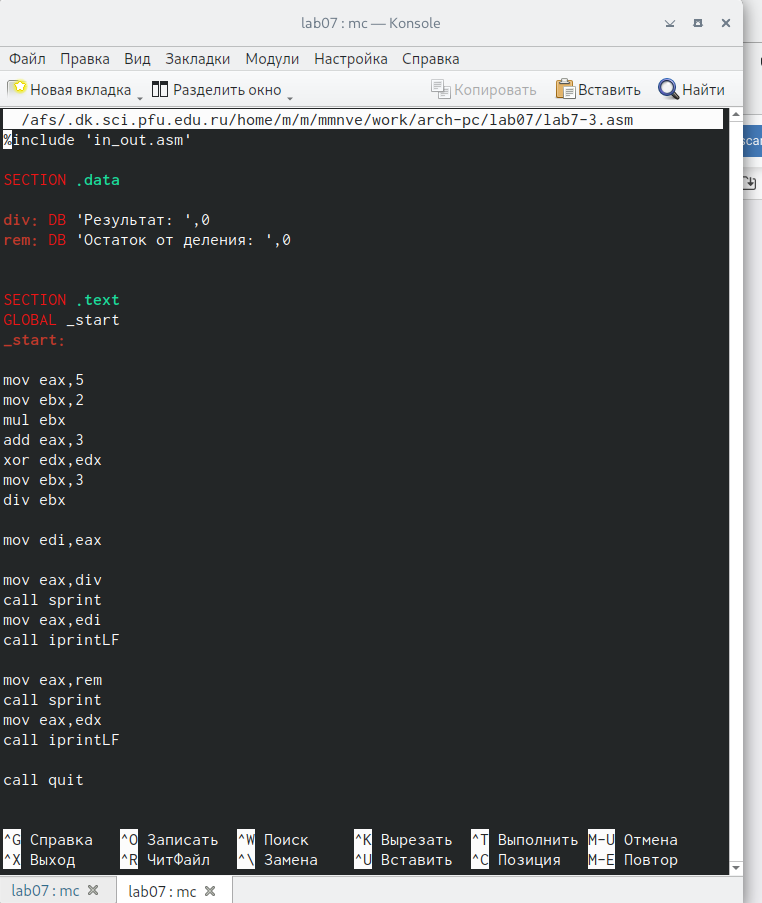 lab07 : mc — Konsole
Файл Правка Вид Закладки Модули Настройка Справка
Новая вкладка Разделить окно Копировать Вставить Найти
/afs/.dk.sci.pfu.edu.ru/home/m/m/mmnve/work/arch-pc/lab07/lab7-3.asm
%include 'in_out.asm'
SECTION .data
div: DB 'Результат: ',0
rem: DB 'Остаток от деления: ',0
SECTION .text
GLOBAL _start
_start:
mov eax,5
mov ebx,2
mul ebx
add eax,3
xor edx,edx
mov ebx,3
div ebx
mov edi,eax
mov eax,div
call sprint
mov eax,edi
call iprintLF
mov eax,rem
call sprint
mov eax,edx
call iprintLF
call quit
^G Справка ^O Записать ^W Поиск ^K Вырезать ^T Выполнить M-U Отмена
^X Выход ^R ЧитФайл ^\ Замена ^U Вставить ^C Позиция M-E Повтор
lab07 : mc lab07 : mc